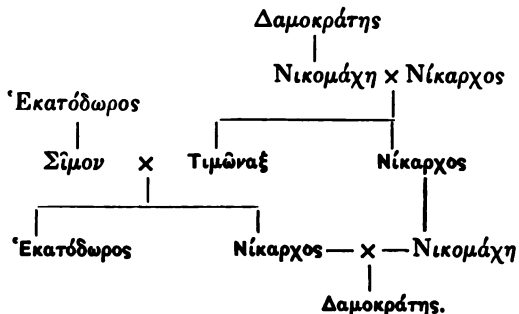 Δαμοκράτης
Νικομάχη × Νίκαρχος
Ἑκατόδωρος
Σῖμον × Τιμῶναξ Νίκαρχος
Ἑκατόδωρος Νίκαρχος — × — Νικομάχη
Δαμοκράτης.